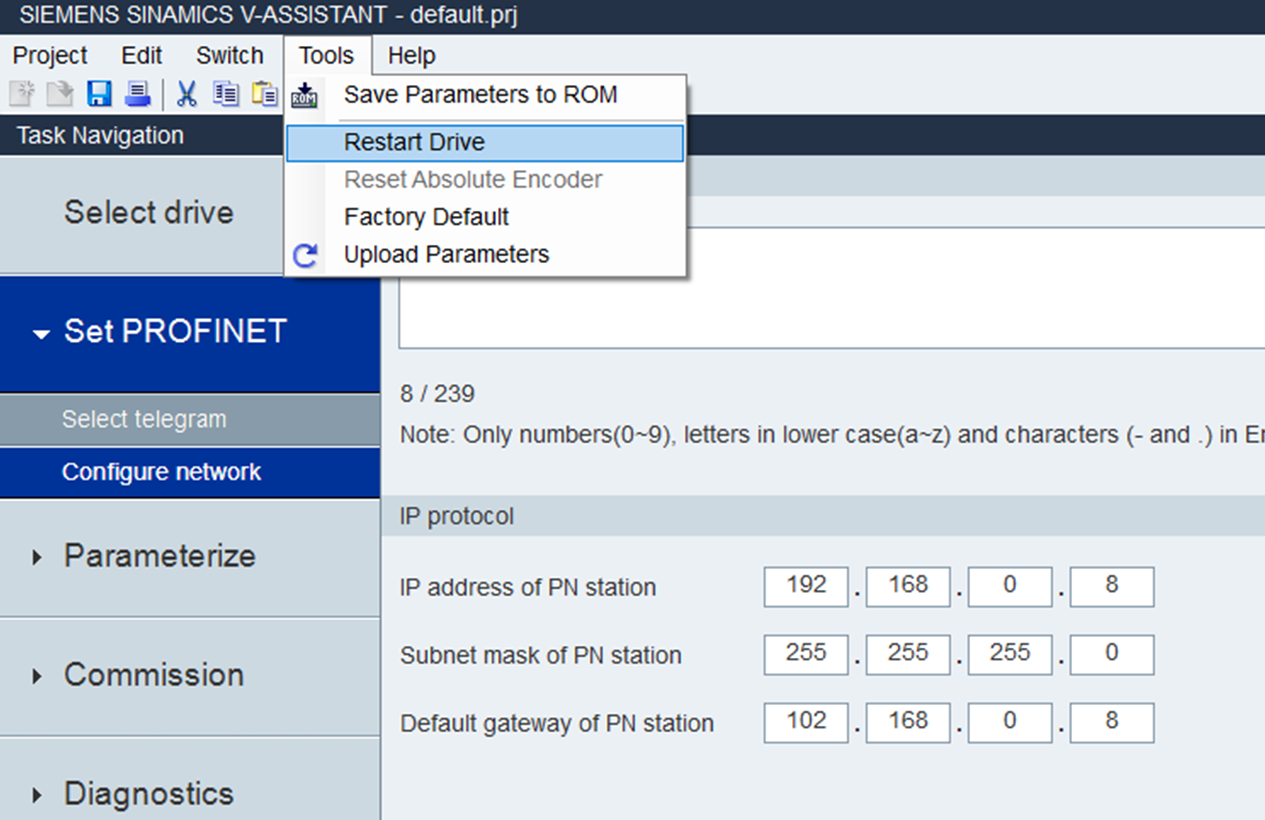 SIEMENS SINAMICS V-ASSISTANT - default.prj
Project Edit Switch Tools Help
ROM Save Parameters to ROM
Task Navigation
Restart Drive
Reset Absolute Encoder
Select drive
Factory Default
Upload Parameters
Set PROFINET
8 / 239
Select telegram
Note: Only numbers(0~9), letters in lower case(a~z) and characters (- and .) in
Configure network
IP protocol
Parameterize
IP address of PN station 192 . 168 . 0 . 8
Subnet mask of PN station 255 . 255 . 255 . 0
Commission
Default gateway of PN station 102 . 168 . 0 . 8
Diagnostics